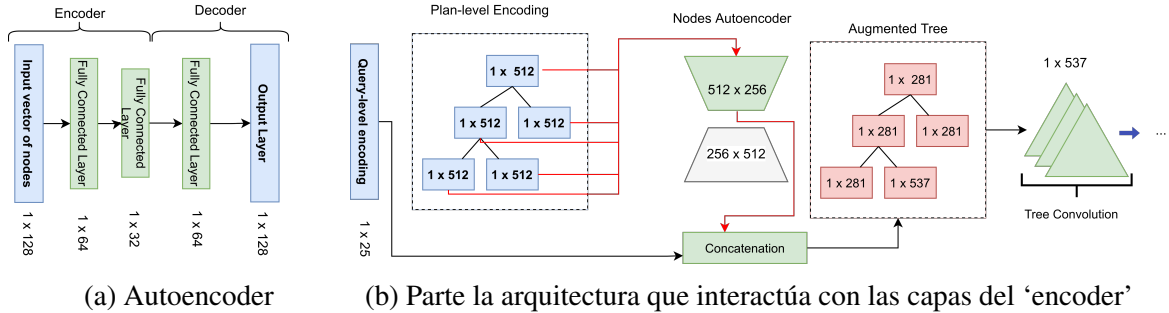 Encoder
Decoder
Input vector of nodes
Fully Connected Layer
Fully Connected
Layer
Fully Connected Layer
Output Layer
1 x 128
1 x 64
1 x 32
1 x 64
1 x 128
(a) Autoencoder
Query-level encoding
1 x 25
Plan-level Encoding
1 x 512
1 x 512
1 x 512
1 x 512
1 x 512
Nodes Autoencoder
512 x 256
256 x 512
Concatenation
Augmented Tree
1 x 281
1 x 281
1 x 281
1 x 281
1 x 537
1 x 537
...
Tree Convolution
(b) Parte la arquitectura que interactúa con las capas del ‘encoder’